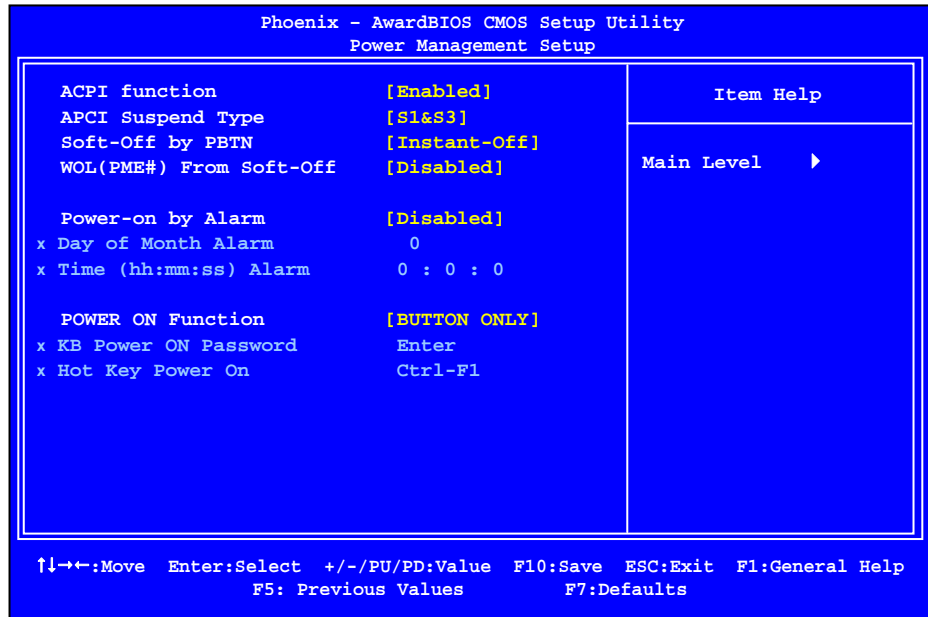 Phoenix – AwardBIOS CMOS Setup Utility
Power Management Setup
ACPI function [Enabled]
APCI Suspend Type [S1&S3]
Soft-Off by PBTN [Instant-Off]
WOL(PME#) From Soft-Off [Disabled]
Power-on by Alarm [Disabled]
x Day of Month Alarm 0
x Time (hh:mm:ss) Alarm 0 : 0 : 0
POWER ON Function [BUTTON ONLY]
x KB Power ON Password Enter
x Hot Key Power On Ctrl-F1
Item Help
Main Level
↑↓→←:Move Enter:Select +/-/PU/PD:Value F10:Save ESC:Exit F1:General Help
F5: Previous Values F7:Defaults